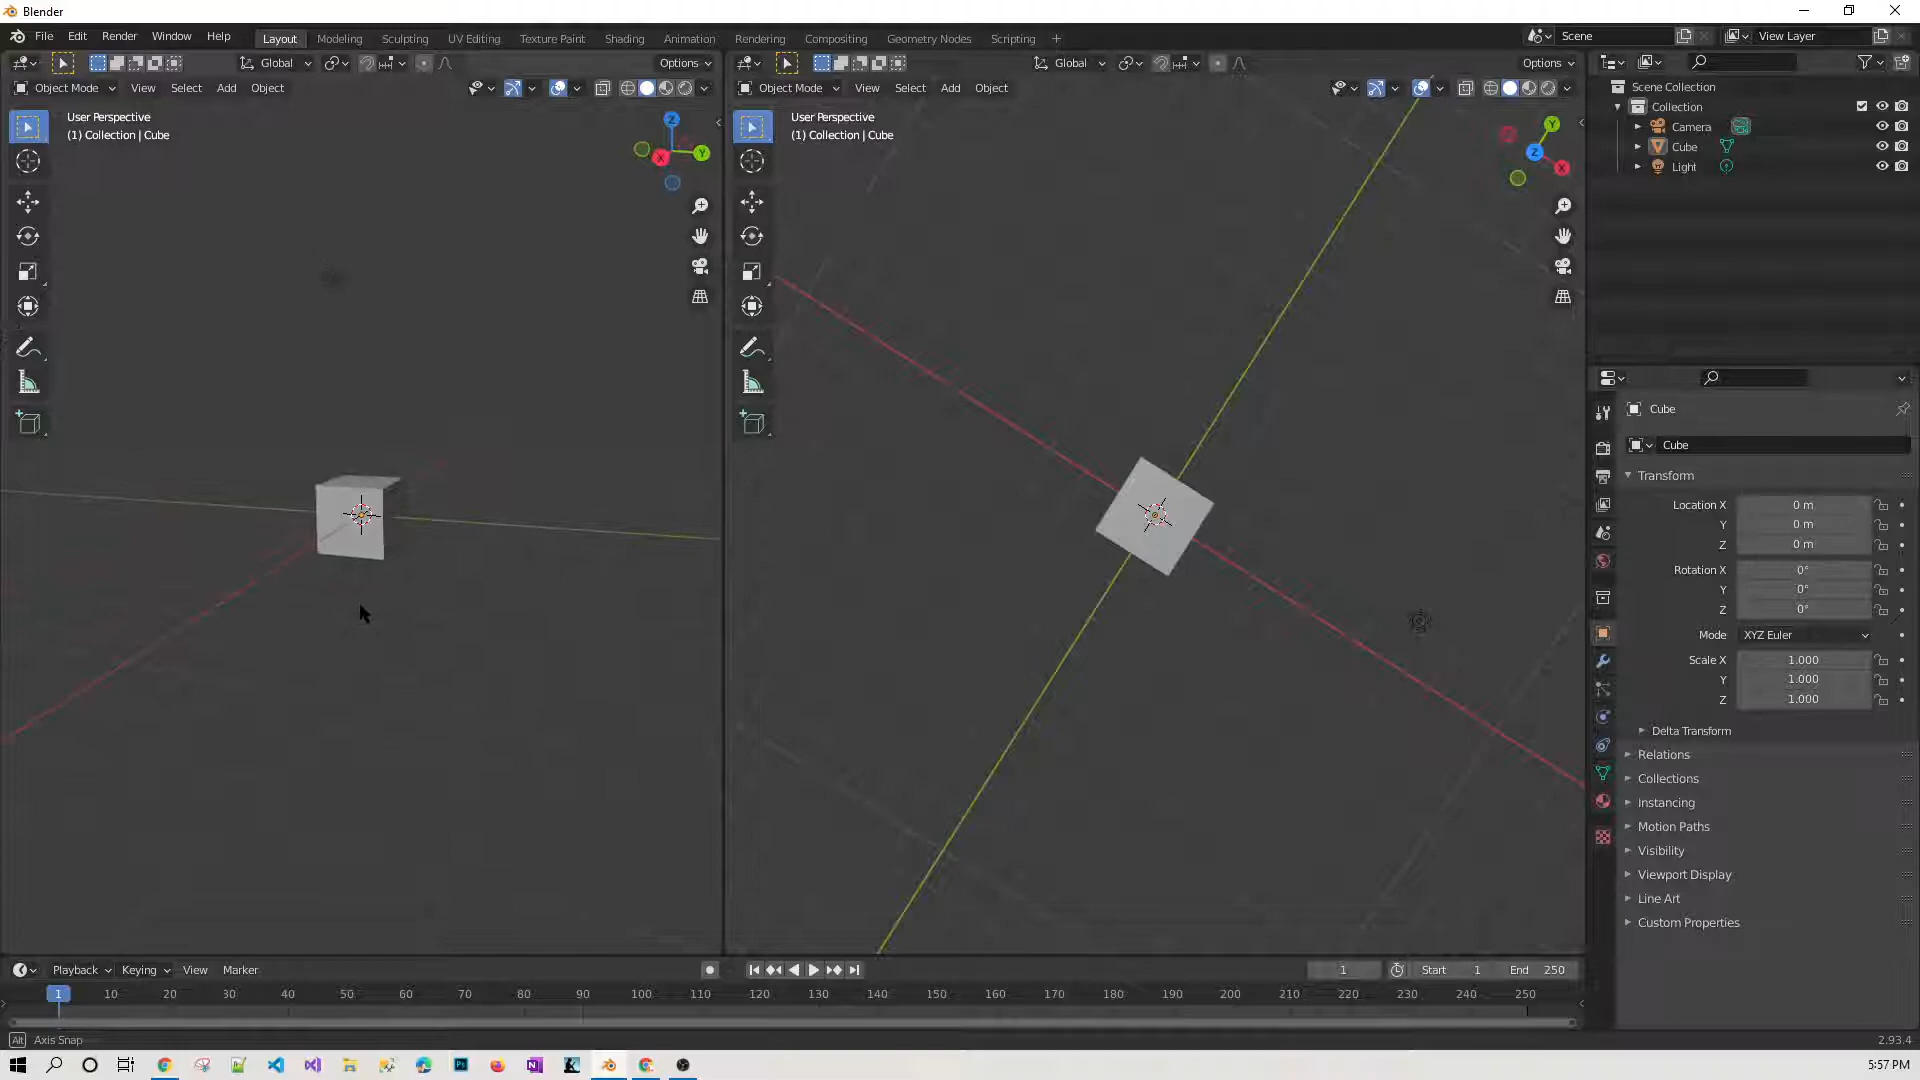 Blender
File Edit Render Window Help
Layout Modeling Sculpting UV Editing Texture Paint Shading Animation Rendering Compositing Geometry Nodes Scripting +
Scene
View Layer
Global
Options
Object Mode View Select Add Object
User Perspective
(1) Collection | Cube
Z
X
Y
Global
Options
Object Mode View Select Add Object
User Perspective
(1) Collection | Cube
Y
Z
X
Scene Collection
Collection
Camera
Cube
Light
Cube
Cube
Transform
Location X 0 m
Y 0 m
Z 0 m
Rotation X 0°
Y 0°
Z 0°
Mode XYZ Euler
Scale X 1.000
Y 1.000
Z 1.000
Delta Transform
Relations
Collections
Instancing
Motion Paths
Visibility
Viewport Display
Line Art
Custom Properties
Playback Keying View Marker
1
Start 1
End 250
1 10 20 30 40 50 60 70 80 90 100 110 120 130 140 150 160 170 180 190 200 210 220 230 240 250
Alt Axis Snap
2.93.4
Ps
N
5:57 PM